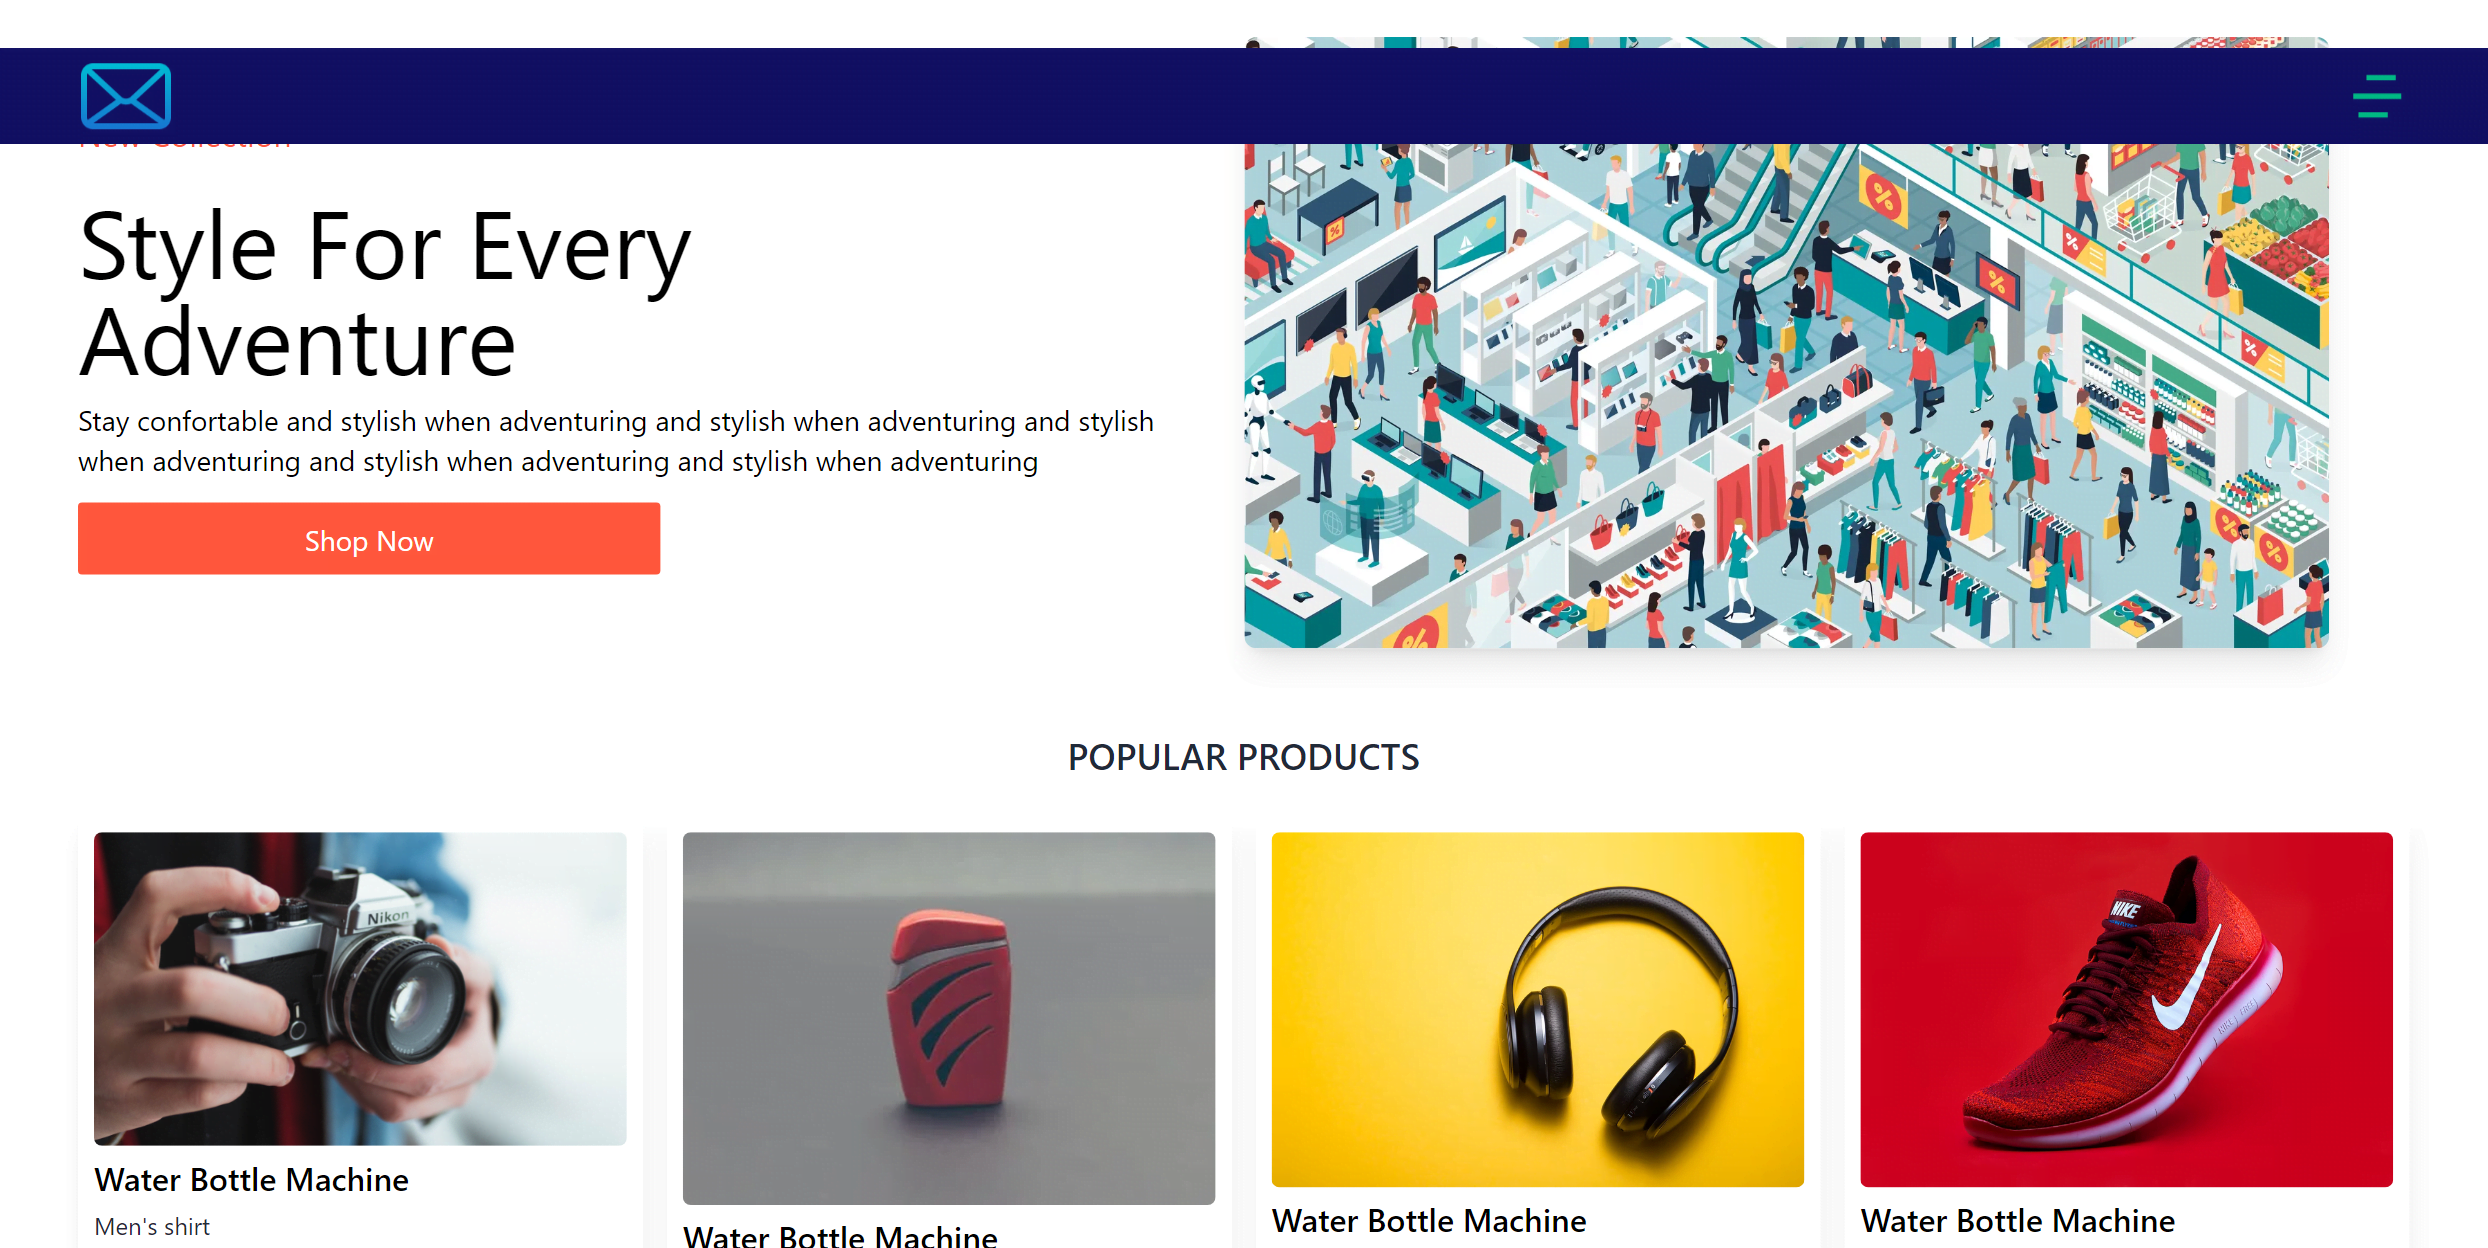 New Collection
Style For Every
Adventure
Stay confortable and stylish when adventuring and stylish when adventuring and stylish
when adventuring and stylish when adventuring and stylish when adventuring
Shop Now
POPULAR PRODUCTS
Nikon
NIKE
Water Bottle Machine
Men's shirt
Water Bottle Machine
Water Bottle Machine
Water Bottle Machine